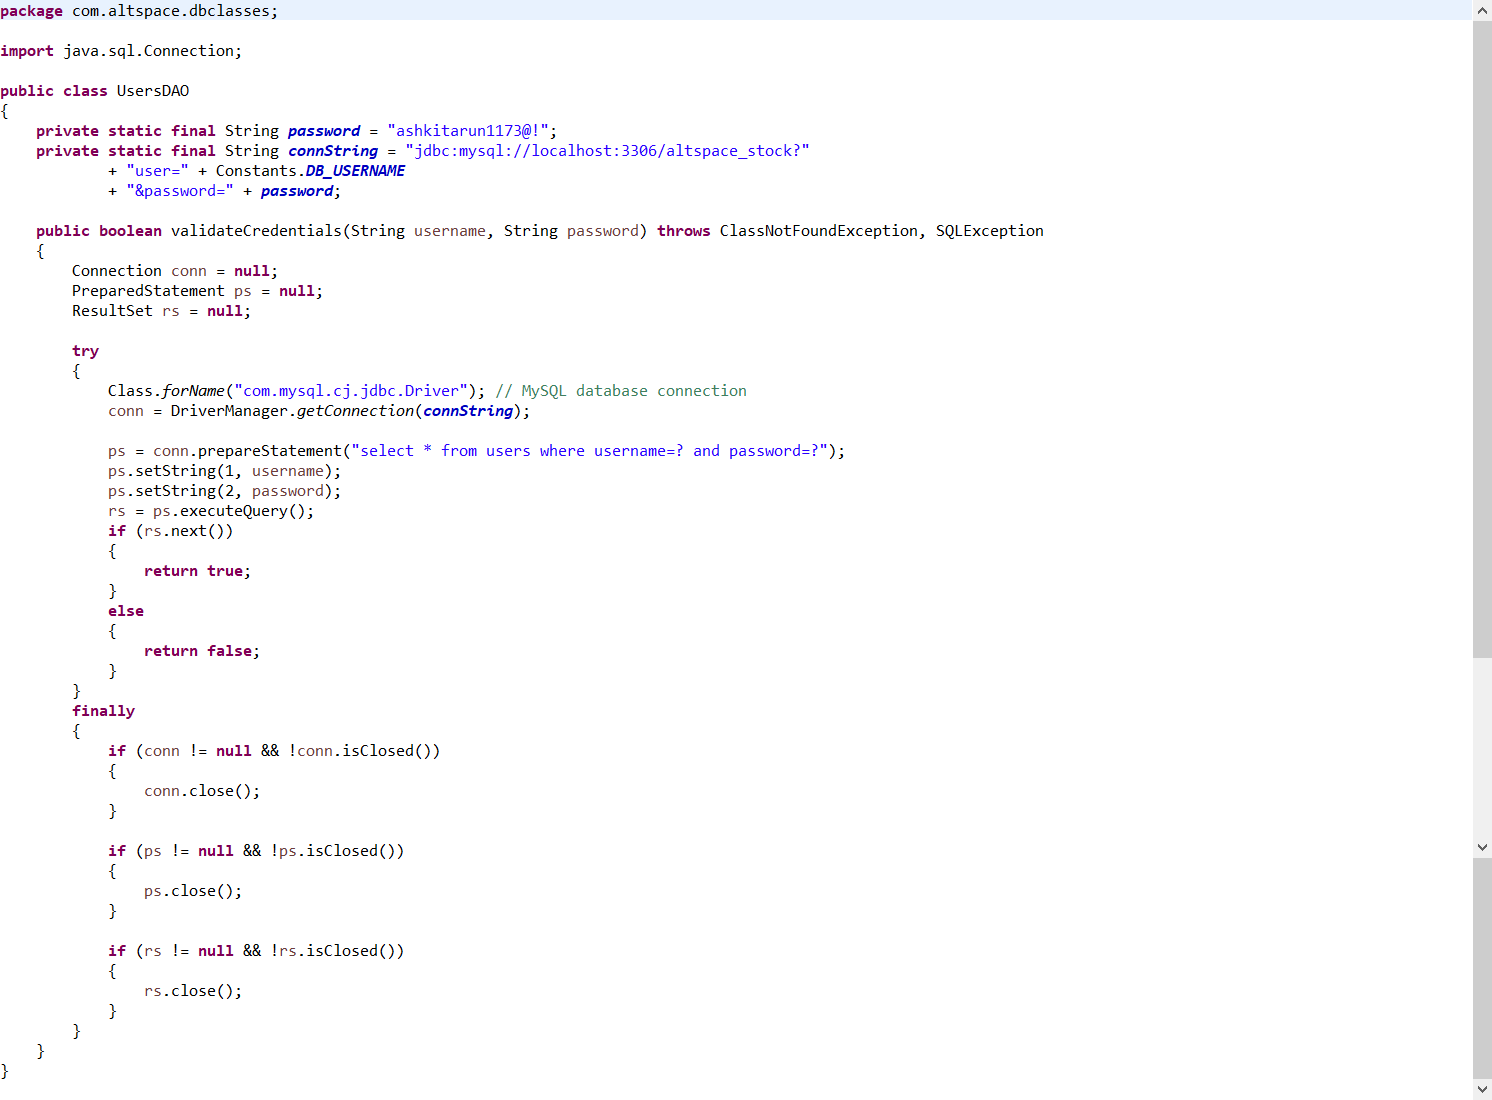 package com.altspace.dbclasses;
import java.sql.Connection;
public class UsersDAO
{
    private static final String password = "ashkitarun1173@!";
    private static final String connString = "jdbc:mysql://localhost:3306/altspace_stock?"
            + "user=" + Constants.DB_USERNAME
            + "&password=" + password;
    public boolean validateCredentials(String username, String password) throws ClassNotFoundException, SQLException
    {
        Connection conn = null;
        PreparedStatement ps = null;
        ResultSet rs = null;
        try
        {
            Class.forName("com.mysql.cj.jdbc.Driver"); // MySQL database connection
            conn = DriverManager.getConnection(connString);
            ps = conn.prepareStatement("select * from users where username=? and password=?");
            ps.setString(1, username);
            ps.setString(2, password);
            rs = ps.executeQuery();
            if (rs.next())
            {
                return true;
            }
            else
            {
                return false;
            }
        }
        finally
        {
            if (conn != null && !conn.isClosed())
            {
                conn.close();
            }
            if (ps != null && !ps.isClosed())
            {
                ps.close();
            }
            if (rs != null && !rs.isClosed())
            {
                rs.close();
            }
        }
    }
}